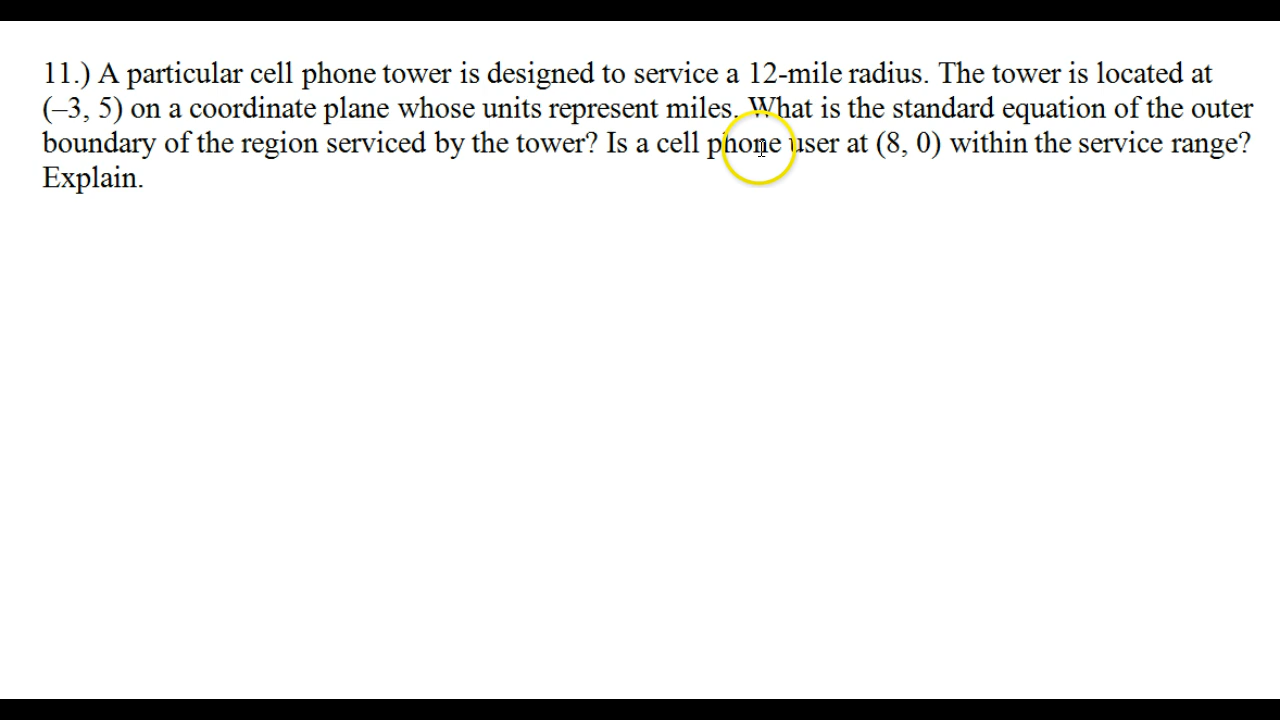 11.) A particular cell phone tower is designed to service a 12-mile radius. The tower is located at
(–3, 5) on a coordinate plane whose units represent miles. What is the standard equation of the outer
boundary of the region serviced by the tower? Is a cell phone user at (8, 0) within the service range?
Explain.